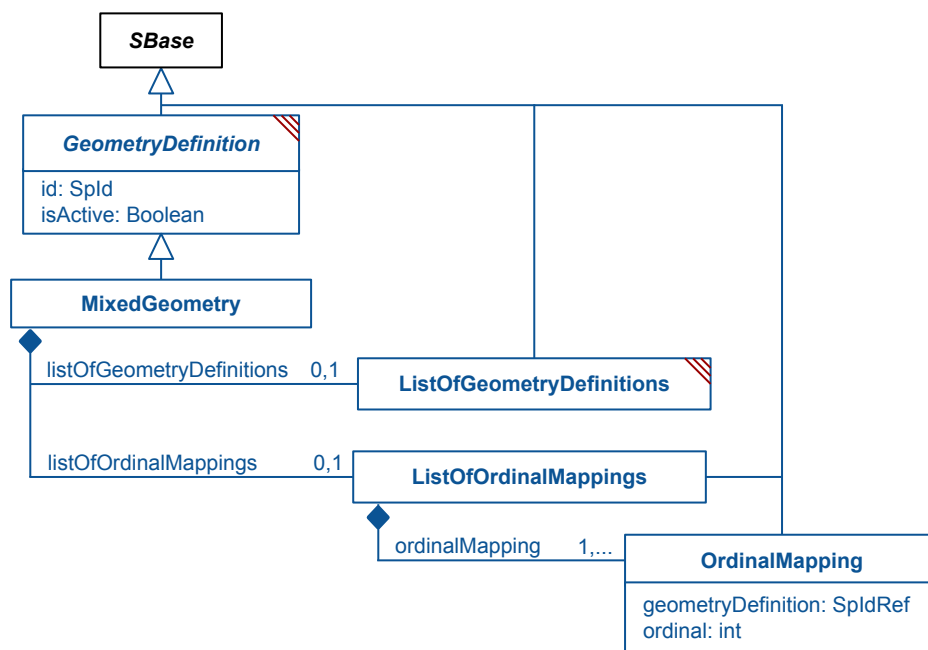 SBase
GeometryDefinition
id: SpId
isActive: Boolean
MixedGeometry
listOfGeometryDefinitions 0,1
ListOfGeometryDefinitions
listOfOrdinalMappings 0,1
ListOfOrdinalMappings
ordinalMapping 1,...
OrdinalMapping
geometryDefinition: SpIdRef
ordinal: int